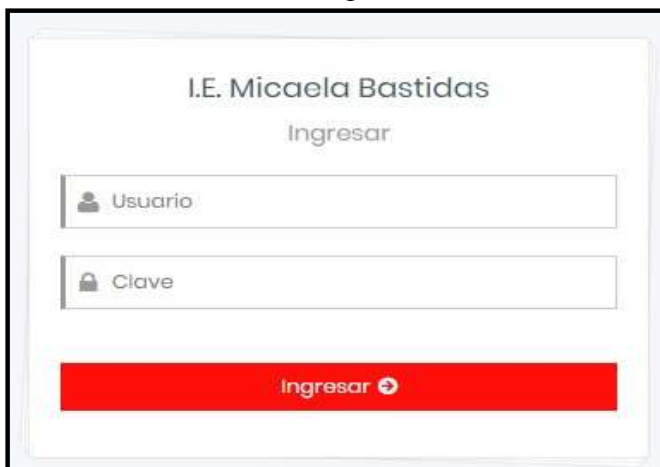 I.E. Micaela Bastidas
Ingresar
Usuario
Clave
Ingresar